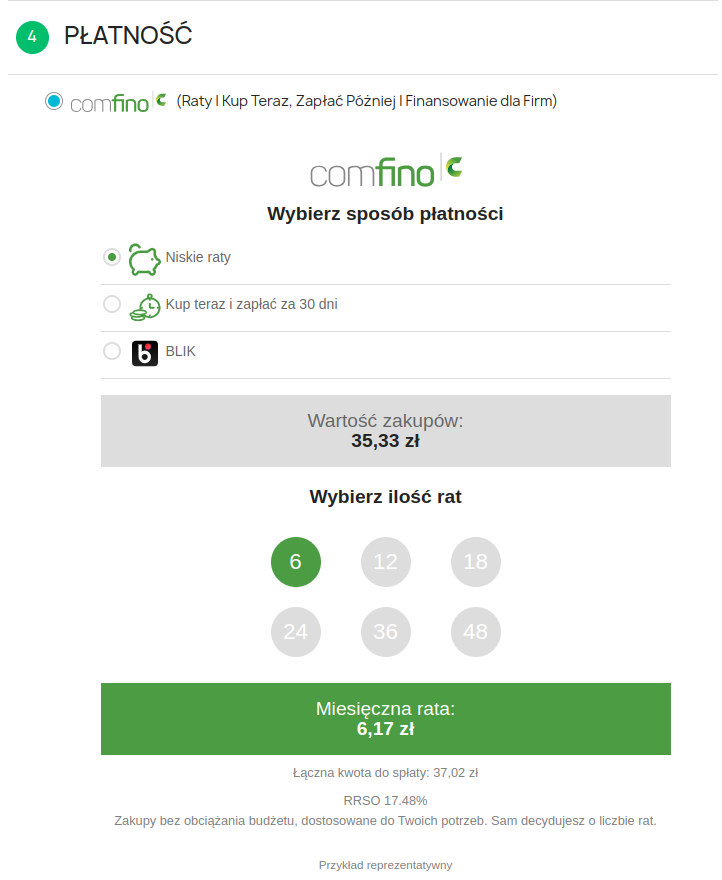 4 PŁATNOŚĆ
comfino (Raty | Kup Teraz, Zapłać Później | Finansowanie dla Firm)
comfino
Wybierz sposób płatności
Niskie raty
Kup teraz i zapłać za 30 dni
BLIK
Wartość zakupów:
35,33 zł
Wybierz ilość rat
6 12 18
24 36 48
Miesięczna rata:
6,17 zł
Łączna kwota do spłaty: 37,02 zł
RRSO 17.48%
Zakupy bez obciążania budżetu, dostosowane do Twoich potrzeb. Sam decydujesz o liczbie rat.
Przykład reprezentatywny